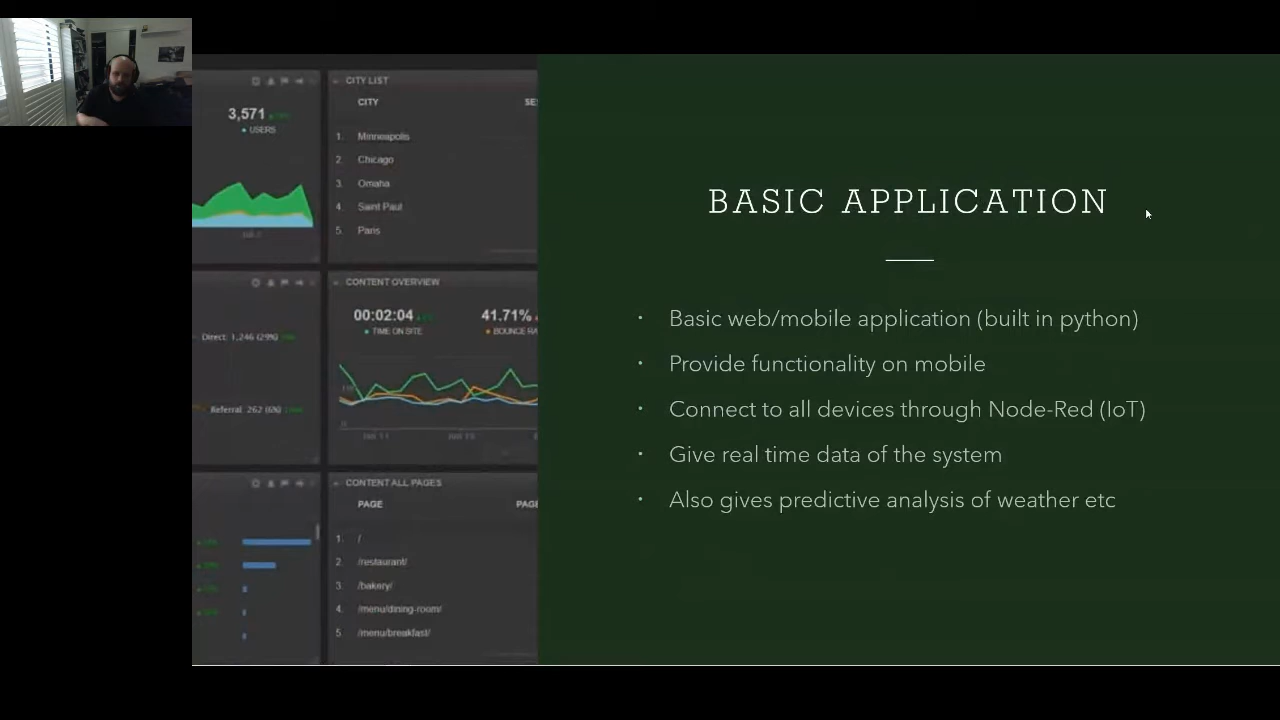 3,571
USERS
CITY LIST
CITY
1. Minneapolis
2. Chicago
3. Omaha
4. Saint Paul
5. Paris
Direct: 1,246 (29%)
Referral: 262 (6%)
CONTENT OVERVIEW
00:02:04
TIME ON SITE
41.71%
CONTENT ALL PAGES
PAGE
1. /
2. /restaurant/
3. /bakery/
4. /menu/dining-room/
5. /menu/breakfast/
BASIC APPLICATION
· Basic web/mobile application (built in python)
· Provide functionality on mobile
· Connect to all devices through Node-Red (IoT)
· Give real time data of the system
· Also gives predictive analysis of weather etc